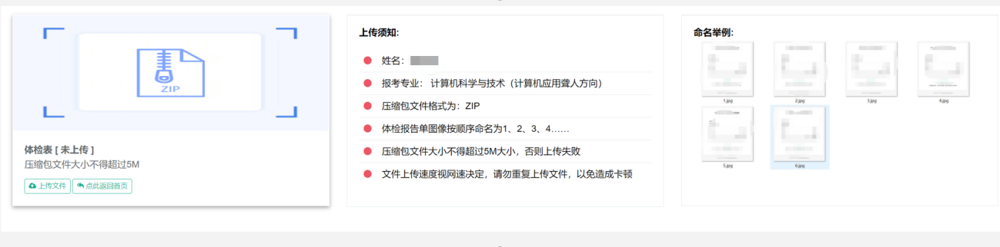 ZIP
体检表 [ 未上传 ]
压缩包文件大小不得超过5M
上传文件 点此返回首页
上传须知:
姓名:
报考专业: 计算机科学与技术（计算机应用聋人方向）
压缩包文件格式为：ZIP
体检报告单图像按顺序命名为1、2、3、4……
压缩包文件大小不得超过5M大小，否则上传失败
文件上传速度视网速决定，请勿重复上传文件，以免造成卡顿
命名举例:
1.jpg 2.jpg 3.jpg 4.jpg
5.jpg 6.jpg